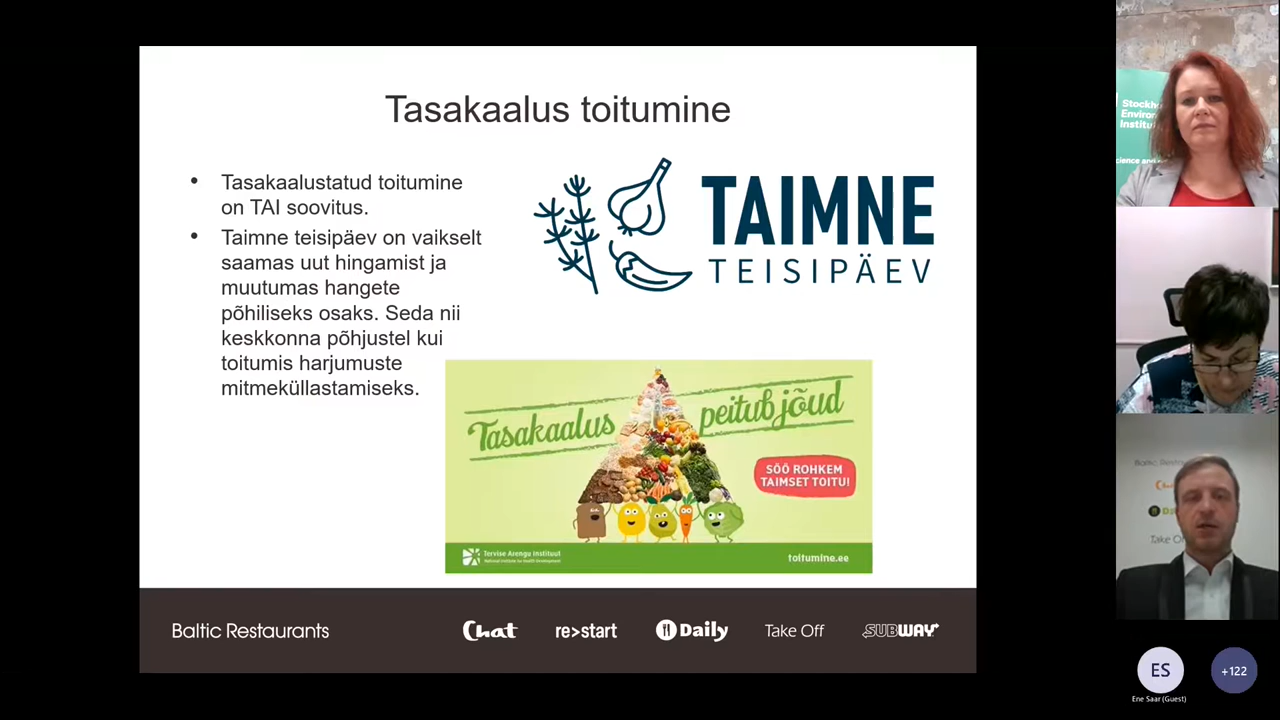 Tasakaalus toitumine
Tasakaalustatud toitumine
on TAI soovitus.
Taimne teisipäev on vaikselt
saamas uut hingamist ja
muutumas hangete
põhiliseks osaks. Seda nii
keskkonna põhjustel kui
toitumis harjumuste
mitmeküllastamiseks.
TAIMNE
TEISIPÄEV
Tasakaalus peitub jõud
SÖÖ ROHKEM
TAIMSET TOITU!
Tervise Arengu Instituut
National Institute for Health Development
toitumine.ee
Baltic Restaurants
Chat
re>start
Daily
Take Off
SUBWAY
ES
+122
Ene Saar (Guest)